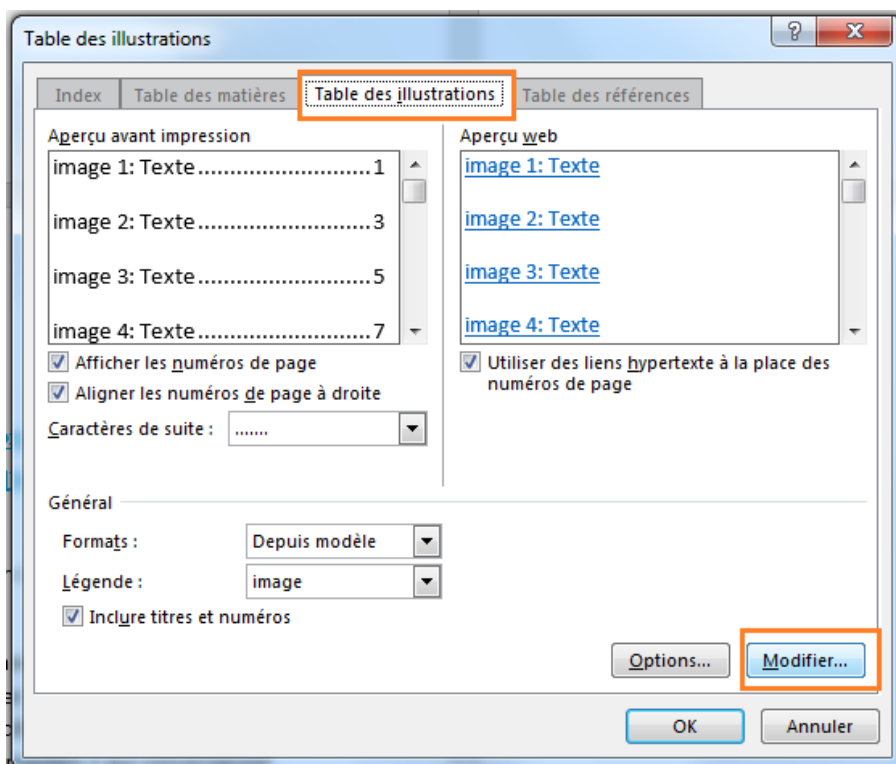 Table des illustrations
Index
Table des matières
Table des illustrations
Table des références
Aperçu avant impression
image 1: Texte.............................1
image 2: Texte.............................3
image 3: Texte.............................5
image 4: Texte.............................7
Afficher les numéros de page
Aligner les numéros de page à droite
Caractères de suite : .......
Aperçu web
image 1: Texte
image 2: Texte
image 3: Texte
image 4: Texte
Utiliser des liens hypertexte à la place des
numéros de page
Général
Formats : Depuis modèle
Légende : image
Inclure titres et numéros
Options...
Modifier...
OK
Annuler